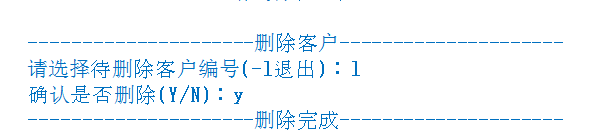 ---------------------删除客户---------------------
请选择待删除客户编号(-1退出)：1
确认是否删除(Y/N)：y
---------------------删除完成---------------------